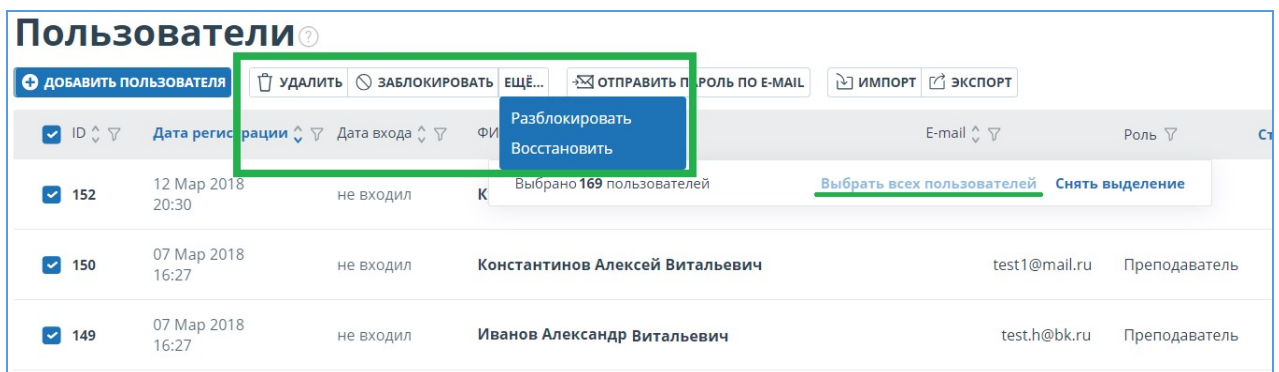 Пользователи
ДОБАВИТЬ ПОЛЬЗОВАТЕЛЯ УДАЛИТЬ ЗАБЛОКИРОВАТЬ ЕЩЁ... ОТПРАВИТЬ ПАРОЛЬ ПО E-MAIL ИМПОРТ ЭКСПОРТ
Разблокировать
Восстановить
ID Дата регистрации Дата входа E-mail Роль
Выбрано 169 пользователей Выбрать всех пользователей Снять выделение
152 12 Мар 2018 не входил
20:30
150 07 Мар 2018 не входил Константинов Алексей Витальевич test1@mail.ru Преподаватель
16:27
149 07 Мар 2018 не входил Иванов Александр Витальевич test.h@bk.ru Преподаватель
16:27